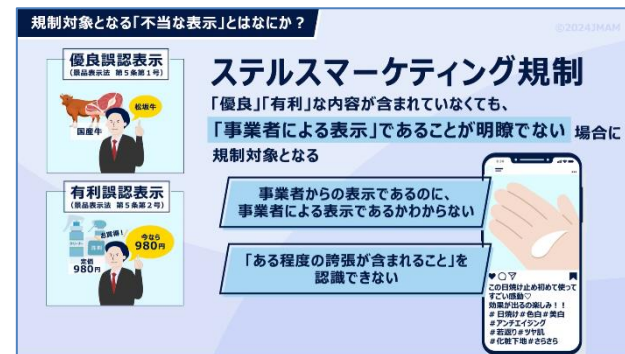 規制対象となる「不当な表示」とはなにか？
©2024JMAM
優良誤認表示
（景品表示法 第５条第１号）
松坂牛
国産牛
有利誤認表示
（景品表示法 第５条第２号）
お買得！
今なら
980円
定価
980円
ステルスマーケティング規制
「優良」「有利」な内容が含まれていなくても、
「事業者による表示」であることが明瞭でない 場合に
規制対象となる
事業者からの表示であるのに、
事業者による表示であるかわからない
「ある程度の誇張が含まれること」を
認識できない
この日焼け止め初めて使って
すごい感動♡
効果が出るの楽しみ！！
#日焼け#色白#美白
#アンチエイジング
#若返り#ツヤ肌
#化粧下地#さらさら